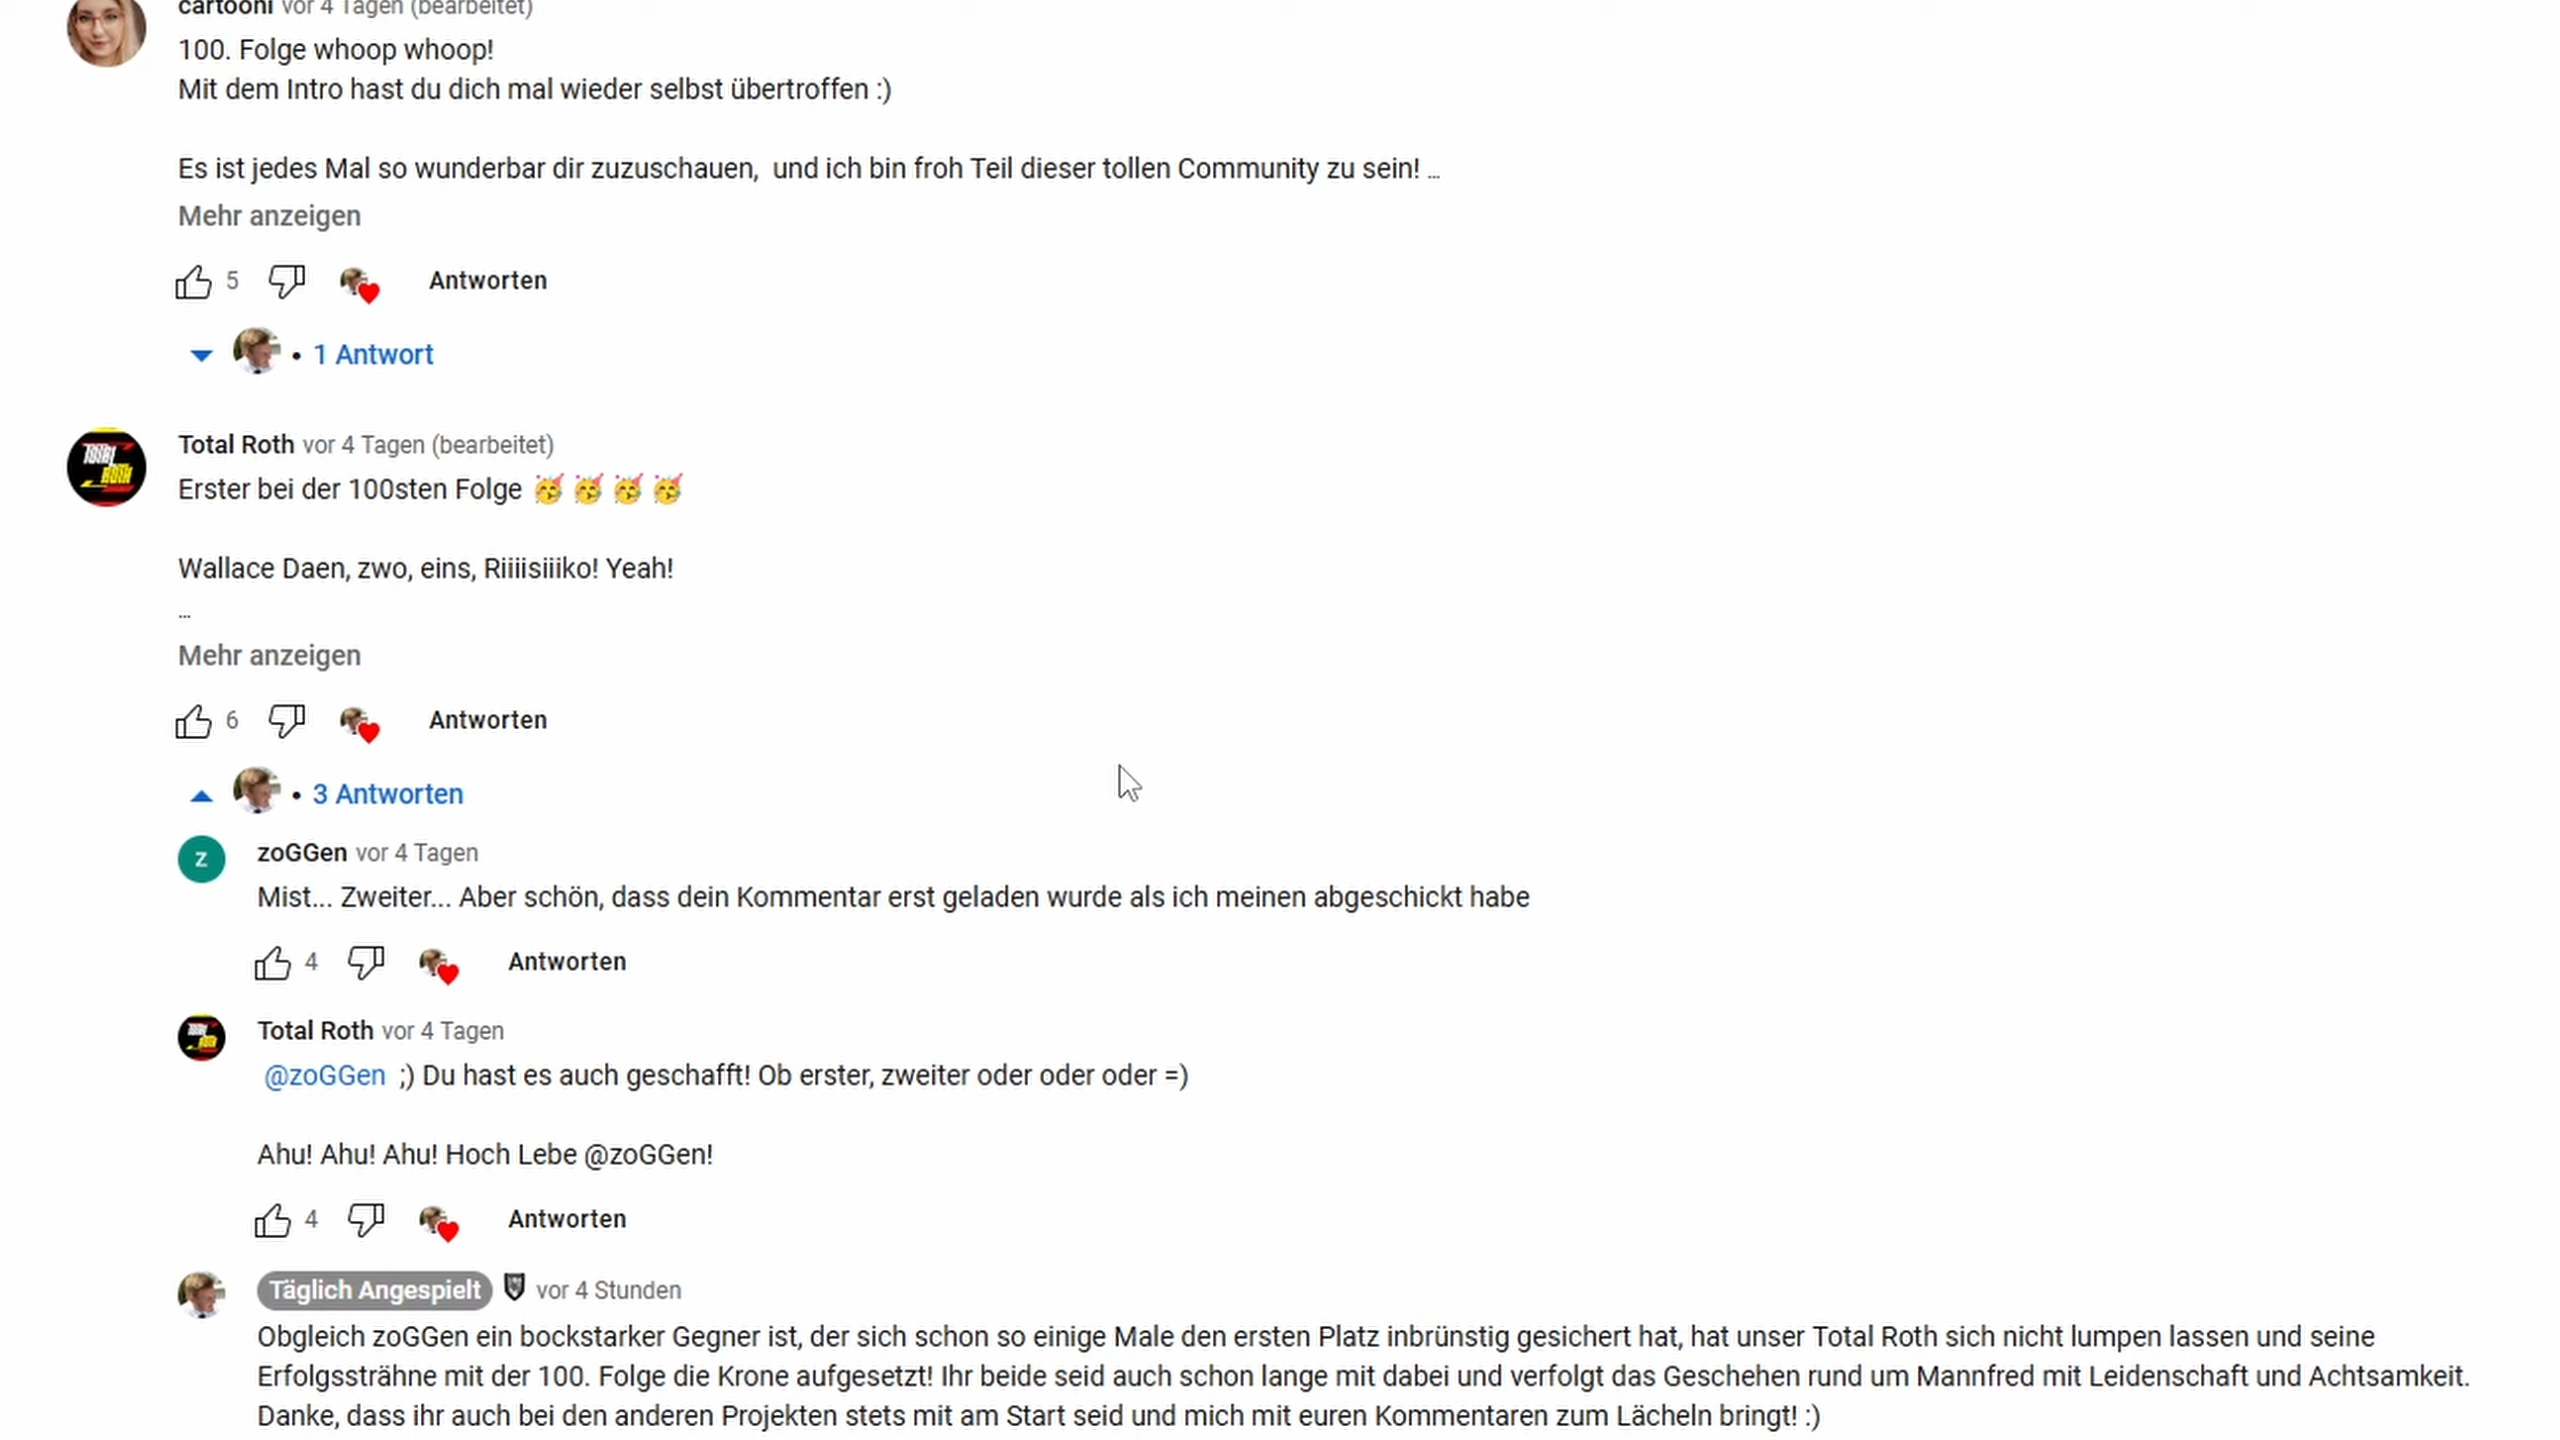 cartooni vor 4 Tagen (bearbeitet)
100. Folge whoop whoop!
Mit dem Intro hast du dich mal wieder selbst übertroffen :)
Es ist jedes Mal so wunderbar dir zuzuschauen,  und ich bin froh Teil dieser tollen Community zu sein! ...
Mehr anzeigen
5 Antworten
• 1 Antwort
TOTAL
ROTH
Total Roth vor 4 Tagen (bearbeitet)
Erster bei der 100sten Folge 🥳 🥳 🥳 🥳
Wallace Daen, zwo, eins, Riiiisiiiko! Yeah!
...
Mehr anzeigen
6 Antworten
• 3 Antworten
z
zoGGen vor 4 Tagen
Mist... Zweiter... Aber schön, dass dein Kommentar erst geladen wurde als ich meinen abgeschickt habe
4 Antworten
TOTAL
ROTH
Total Roth vor 4 Tagen
@zoGGen ;) Du hast es auch geschafft! Ob erster, zweiter oder oder oder =)
Ahu! Ahu! Ahu! Hoch Lebe @zoGGen!
4 Antworten
Täglich Angespielt vor 4 Stunden
Obgleich zoGGen ein bockstarker Gegner ist, der sich schon so einige Male den ersten Platz inbrünstig gesichert hat, hat unser Total Roth sich nicht lumpen lassen und seine
Erfolgssträhne mit der 100. Folge die Krone aufgesetzt! Ihr beide seid auch schon lange mit dabei und verfolgt das Geschehen rund um Mannfred mit Leidenschaft und Achtsamkeit.
Danke, dass ihr auch bei den anderen Projekten stets mit am Start seid und mich mit euren Kommentaren zum Lächeln bringt! :)